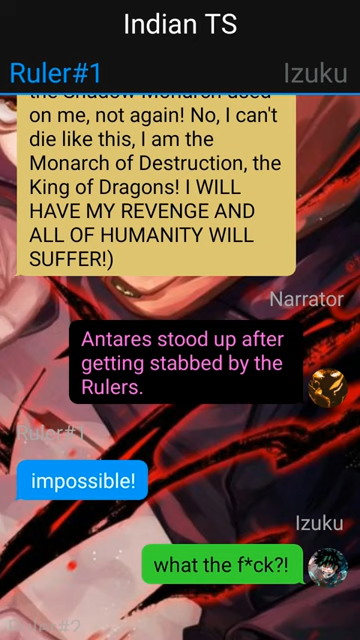 Indian TS
Ruler#1 Izuku
the Shadow Monarch used
on me, not again! No, I can't
die like this, I am the
Monarch of Destruction, the
King of Dragons! I WILL
HAVE MY REVENGE AND
ALL OF HUMANITY WILL
SUFFER!)
Narrator
Antares stood up after
getting stabbed by the
Rulers.
Ruler#1
impossible!
Izuku
what the f*ck?!
Ruler#2